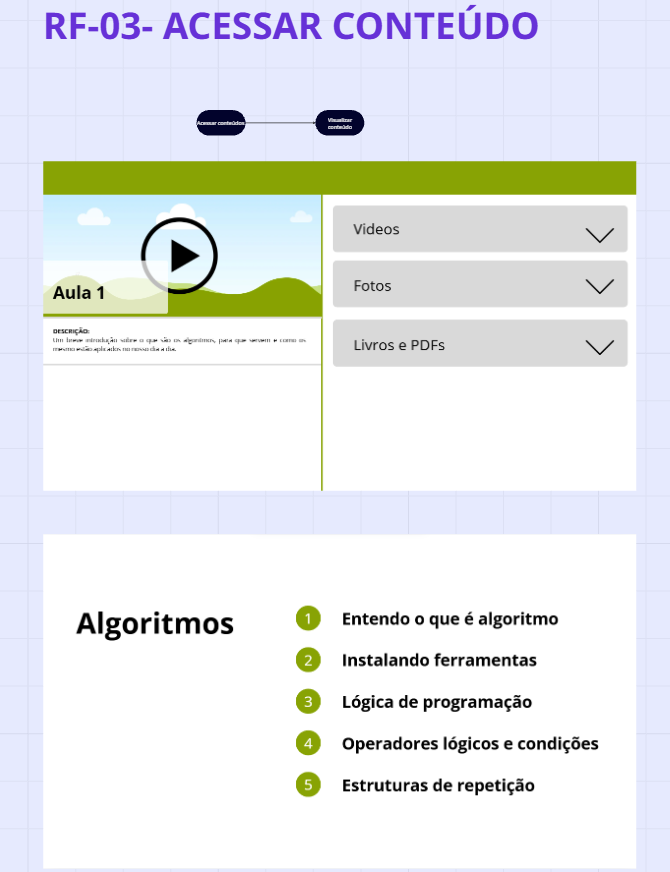 RF-03- ACESSAR CONTEÚDO
Acessar conteúdos
Visualizar
conteúdo
Aula 1
DESCRIÇÃO:
Um breve introdução sobre o que são os algoritmos, para que servem e como os
mesmo estão aplicados no nosso dia a dia.
Videos
Fotos
Livros e PDFs
Algoritmos
1 Entendo o que é algoritmo
2 Instalando ferramentas
3 Lógica de programação
4 Operadores lógicos e condições
5 Estruturas de repetição